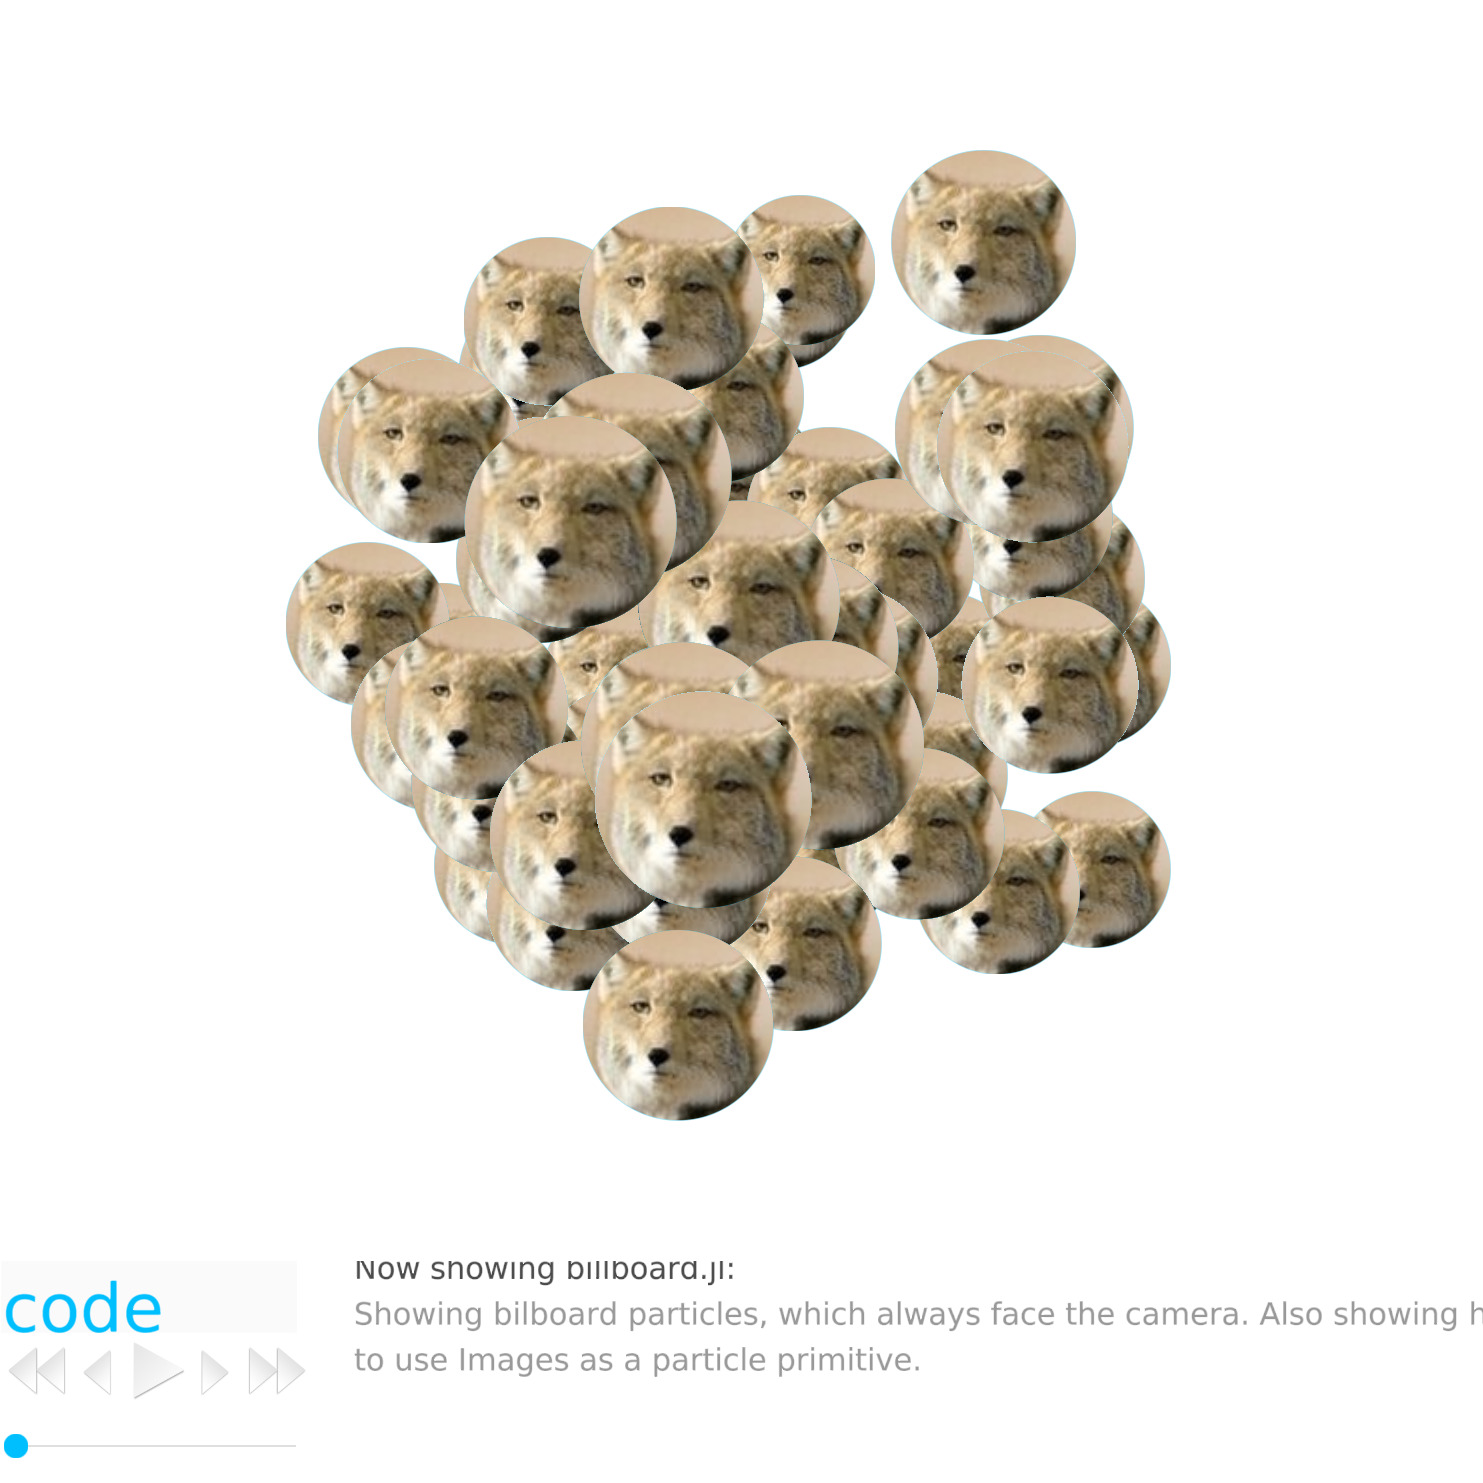 Now showing billboard.jl:
code
Showing bilboard particles, which always face the camera. Also showing
to use Images as a particle primitive.